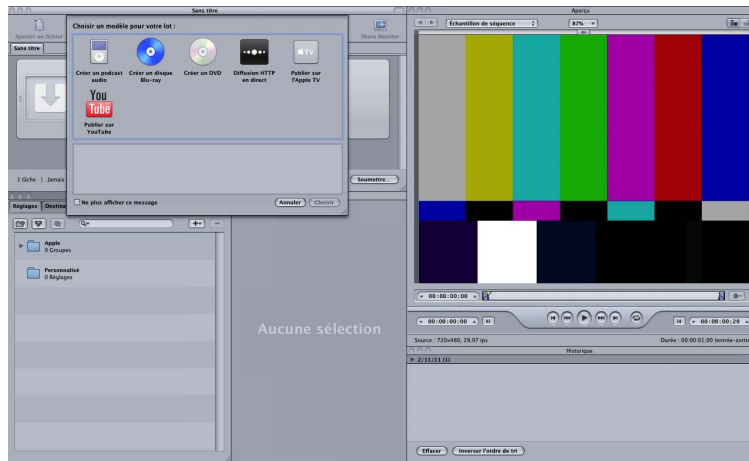 Sans titre
Ajouter un fichier
Share Monitor
Sans titre
Choisir un modèle pour votre lot :
Créer un podcast audio
Créer un disque Blu-ray
Créer un DVD
Diffusion HTTP en direct
tv
Publier sur l'Apple TV
You Tube
Publier sur YouTube
1 tâche | Jamais
Soumettre...
Ne plus afficher ce message
Annuler
Choisir
Réglages
Destina
Apple
9 Groupes
Personnalisé
0 Réglages
Aucune sélection
Aperçu
Échantillon de séquence
87%
00:00:00;00
00:00:00;00
00:00:00;29
Source : 720x480, 29.97 ips
Durée : 00:00:01;00 (entrée-sortie
Historique
2/11/11 (1)
Effacer
Inverser l'ordre de tri